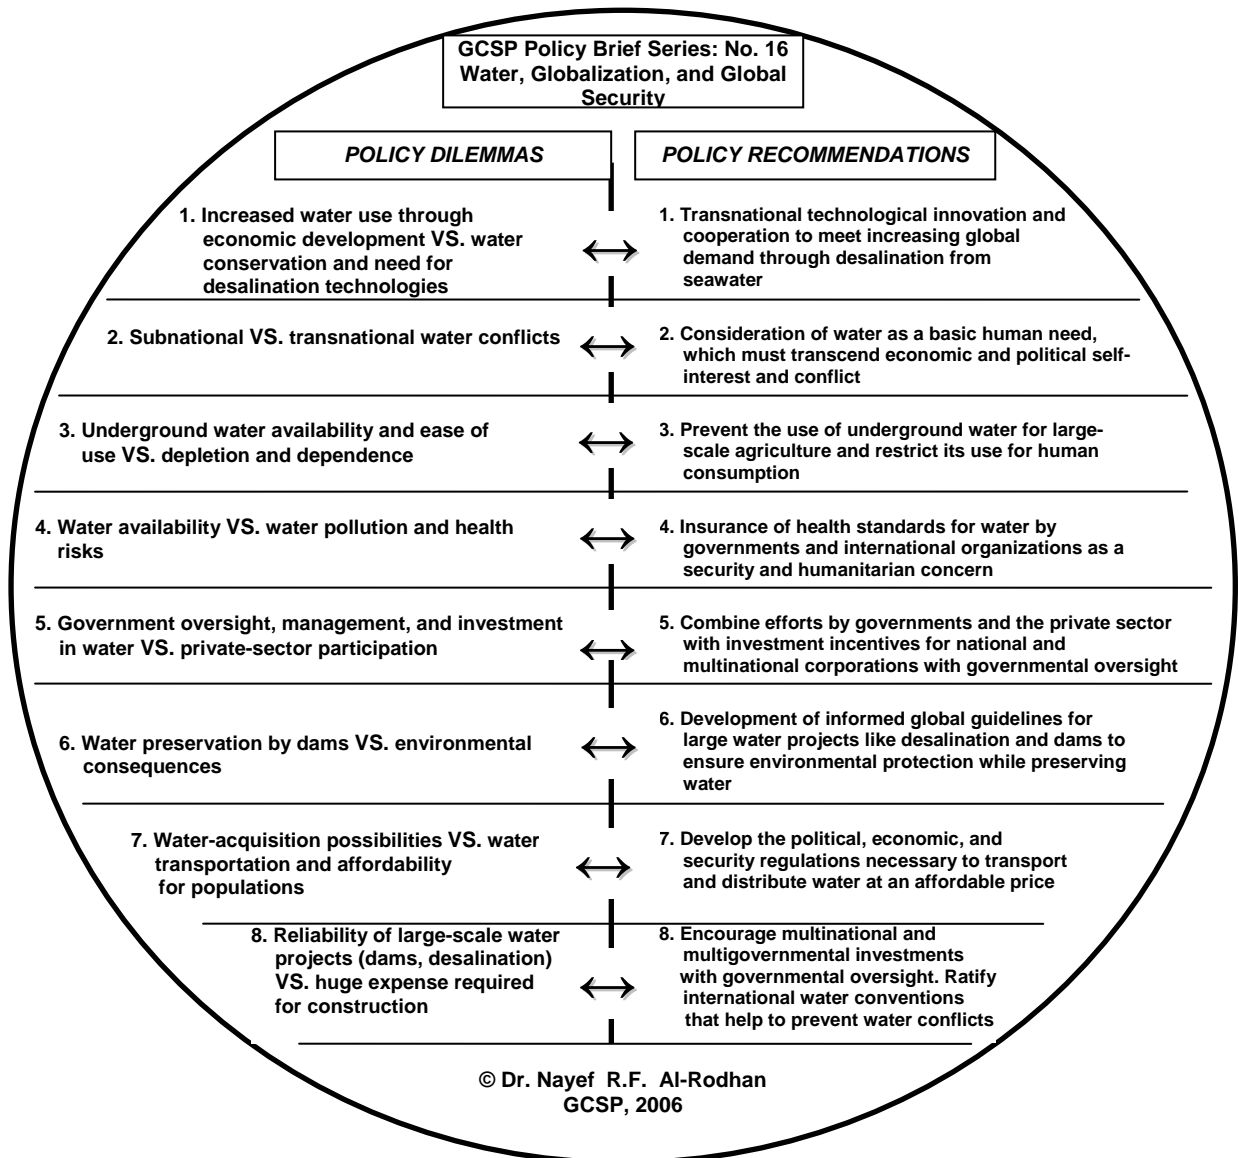 GCSP Policy Brief Series: No. 16
Water, Globalization, and Global
Security
POLICY DILEMMAS
POLICY RECOMMENDATIONS
1. Increased water use through
economic development VS. water
conservation and need for
desalination technologies
1. Transnational technological innovation and
cooperation to meet increasing global
demand through desalination from
seawater
2. Subnational VS. transnational water conflicts
2. Consideration of water as a basic human need,
which must transcend economic and political self-
interest and conflict
3. Underground water availability and ease of
use VS. depletion and dependence
3. Prevent the use of underground water for large-
scale agriculture and restrict its use for human
consumption
4. Water availability VS. water pollution and health
risks
4. Insurance of health standards for water by
governments and international organizations as a
security and humanitarian concern
5. Government oversight, management, and investment
in water VS. private-sector participation
5. Combine efforts by governments and the private sector
with investment incentives for national and
multinational corporations with governmental oversight
6. Water preservation by dams VS. environmental
consequences
6. Development of informed global guidelines for
large water projects like desalination and dams to
ensure environmental protection while preserving
water
7. Water-acquisition possibilities VS. water
transportation and affordability
for populations
7. Develop the political, economic, and
security regulations necessary to transport
and distribute water at an affordable price
8. Reliability of large-scale water
projects (dams, desalination)
VS. huge expense required
for construction
8. Encourage multinational and
multigovernmental investments
with governmental oversight. Ratify
international water conventions
that help to prevent water conflicts
© Dr. Nayef R.F. Al-Rodhan
GCSP, 2006